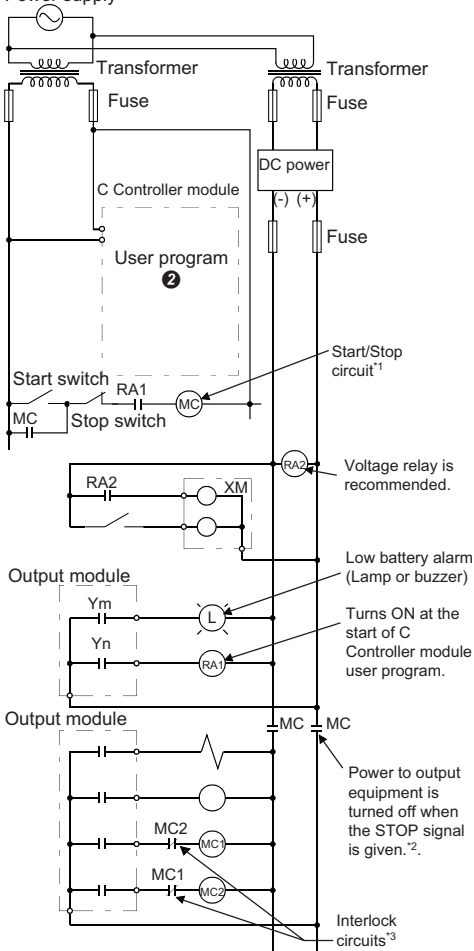 Power supply
Transformer
Transformer
Fuse
Fuse
DC power
C Controller module
(-) (+)
User program
❷
Fuse
Start switch
RA1
Start/Stop
circuit*1
MC
MC
Stop switch
RA2
XM
RA2
Voltage relay is
recommended.
Output module
Low battery alarm
(Lamp or buzzer)
Ym
L
Turns ON at the
start of C
Controller module
user program.
Yn
RA1
Output module
MC
MC
Power to output
equipment is
turned off when
the STOP signal
is given.*2.
MC2
MC1
MC1
MC2
Interlock
circuits*3